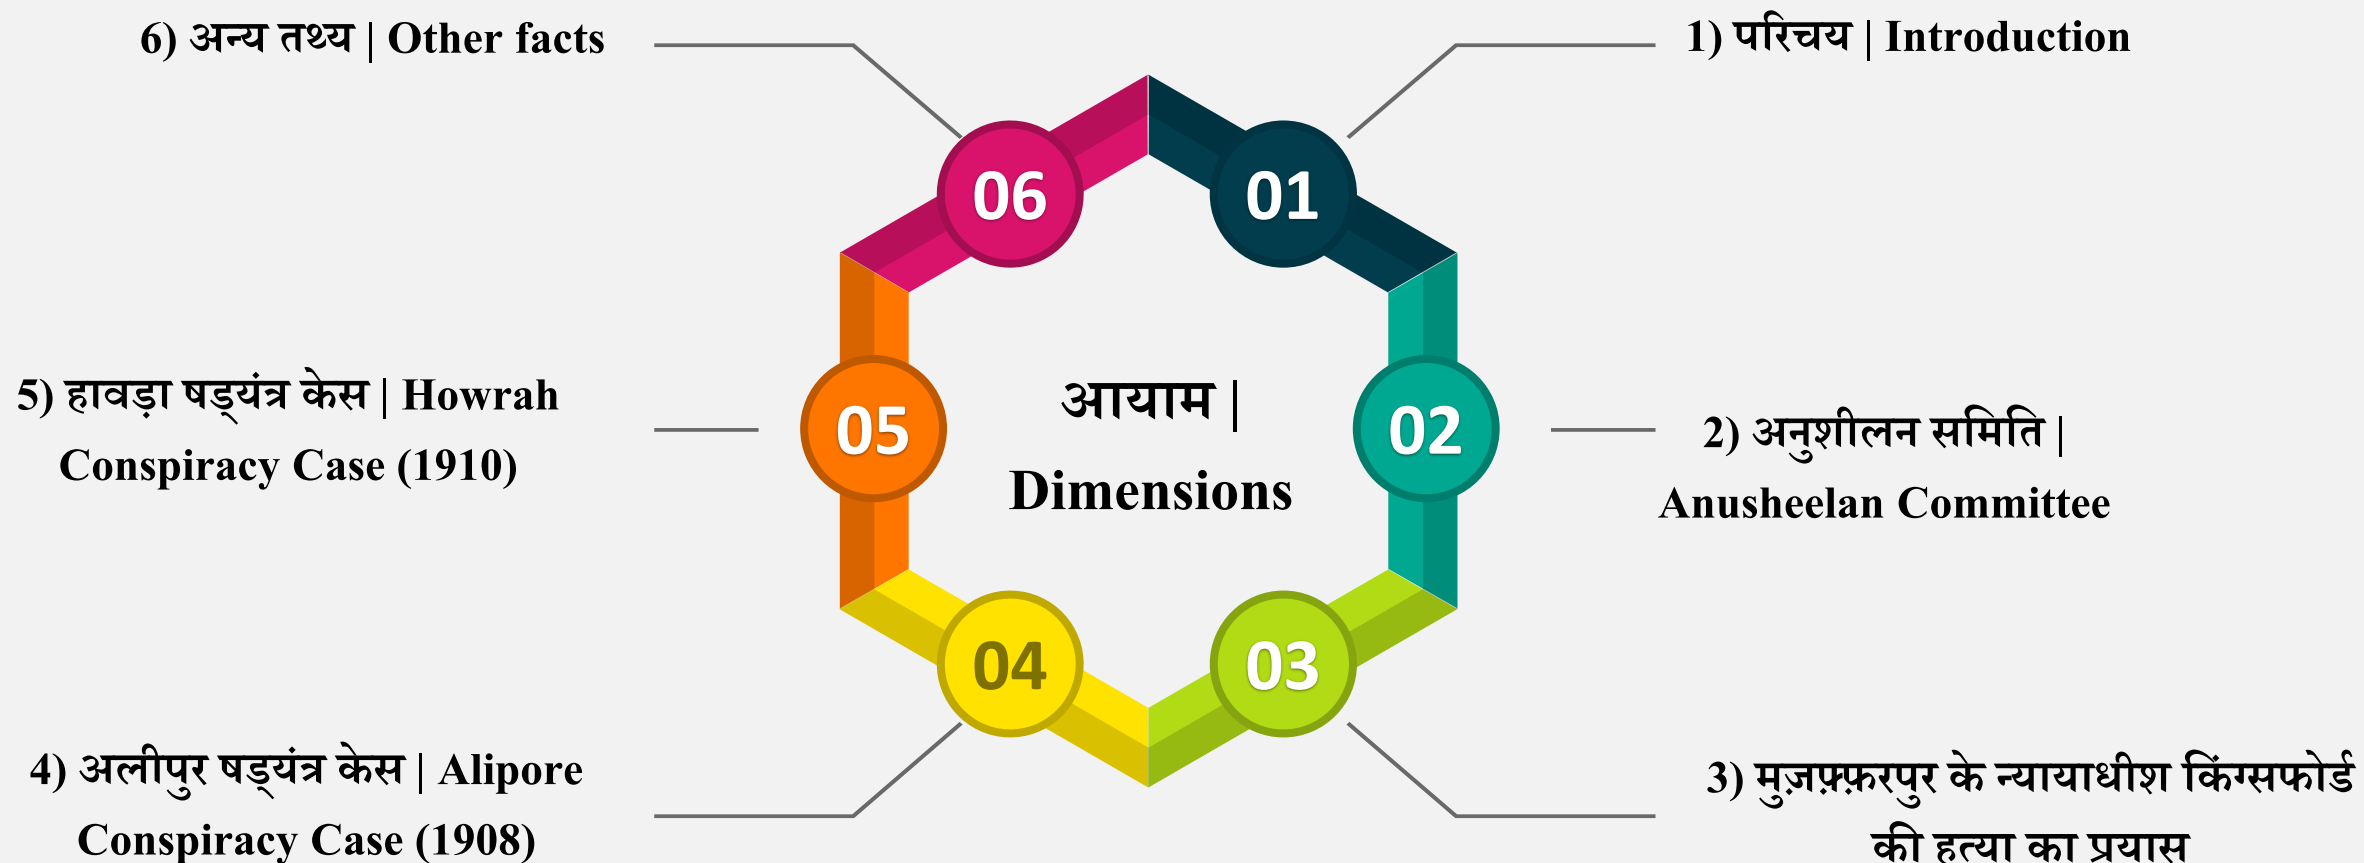 6) अन्य तथ्य | Other facts
1) परिचय | Introduction
06
01
5) हावड़ा षड्यंत्र केस | Howrah
Conspiracy Case (1910)
05
आयाम |
Dimensions
02
2) अनुशीलन समिति |
Anusheelan Committee
04
03
4) अलीपुर षड्यंत्र केस | Alipore
Conspiracy Case (1908)
3) मुज़फ़्फ़रपुर के न्यायाधीश किंग्सफोर्ड
की हत्या का प्रयास